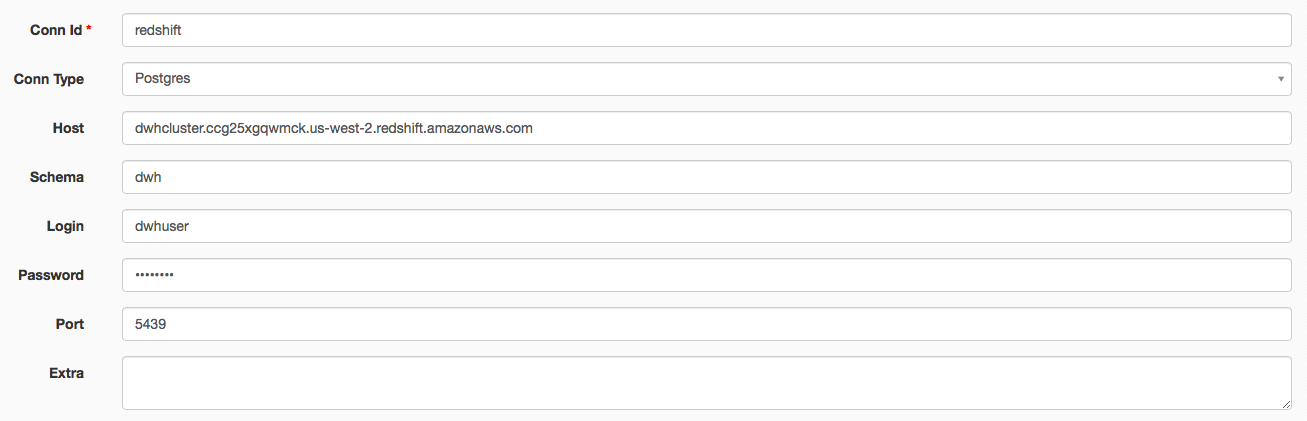 Conn Id * redshift
Conn Type Postgres
Host dwhcluster.ccg25xgqwmck.us-west-2.redshift.amazonaws.com
Schema dwh
Login dwhuser
Password ••••••••
Port 5439
Extra